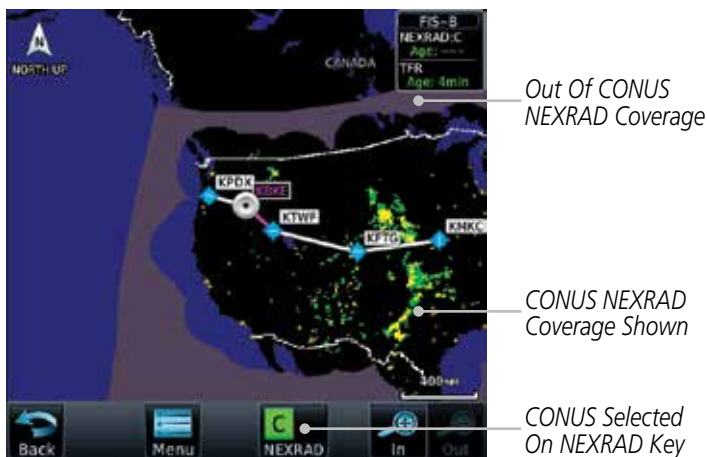 FIS-B
NEXRAD:C
Age: ----
TFR
Age: 4min
N
NORTH UP
CANADA
Out Of CONUS
NEXRAD Coverage
KPDX
KBKE
KTWF
KFTG
KMKC
CONUS NEXRAD
Coverage Shown
400NM
Back
Menu
C
NEXRAD
In
Out
CONUS Selected
On NEXRAD Key